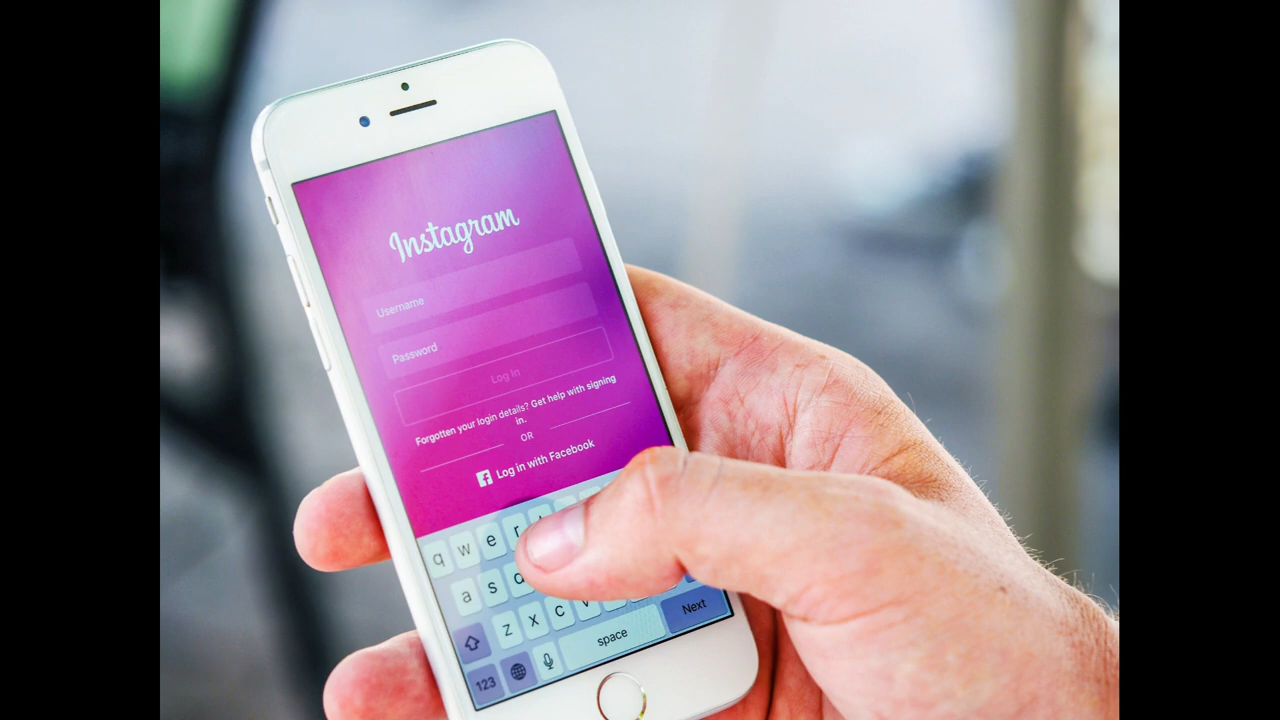 Instagram
Username
Password
Log In
Forgotten your login details? Get help with signing
in.
OR
f Log in with Facebook
q w e r
a s d
z x c v
space Next
123